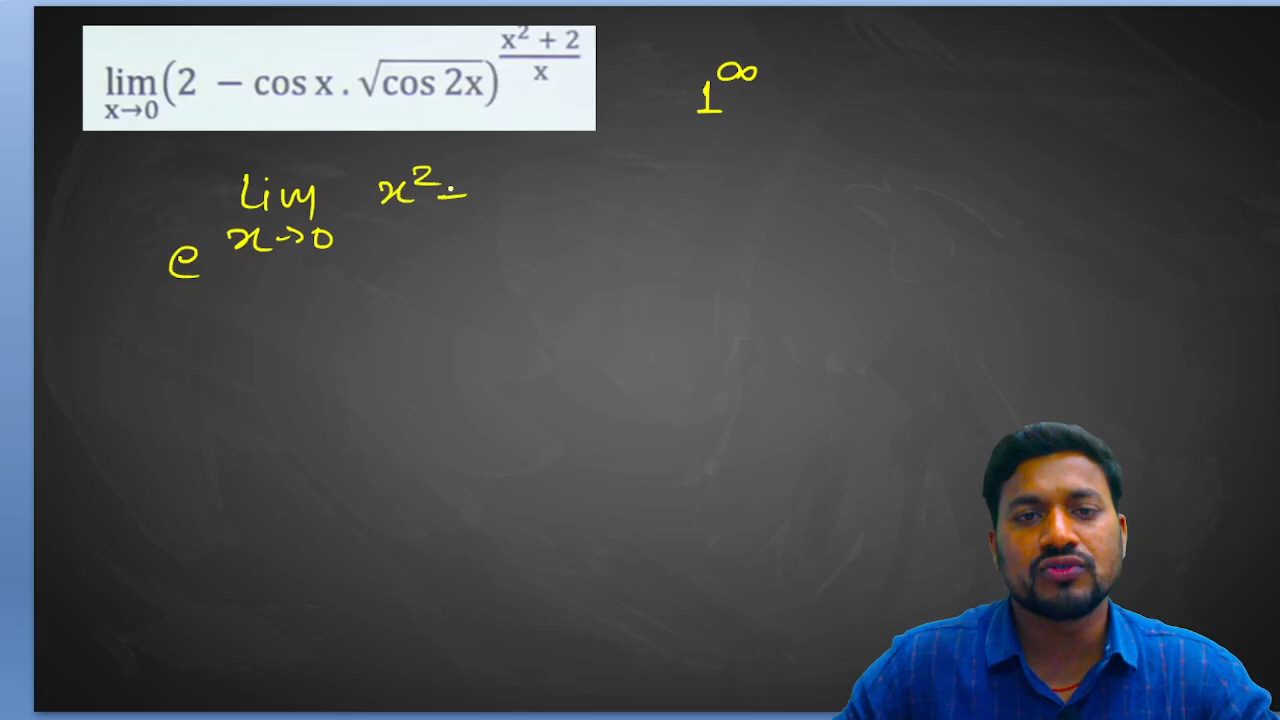 lim x→0 (2 − cos x . √cos 2x)^((x² + 2)/x)
1^∞
e^(Lim x→0 x² −